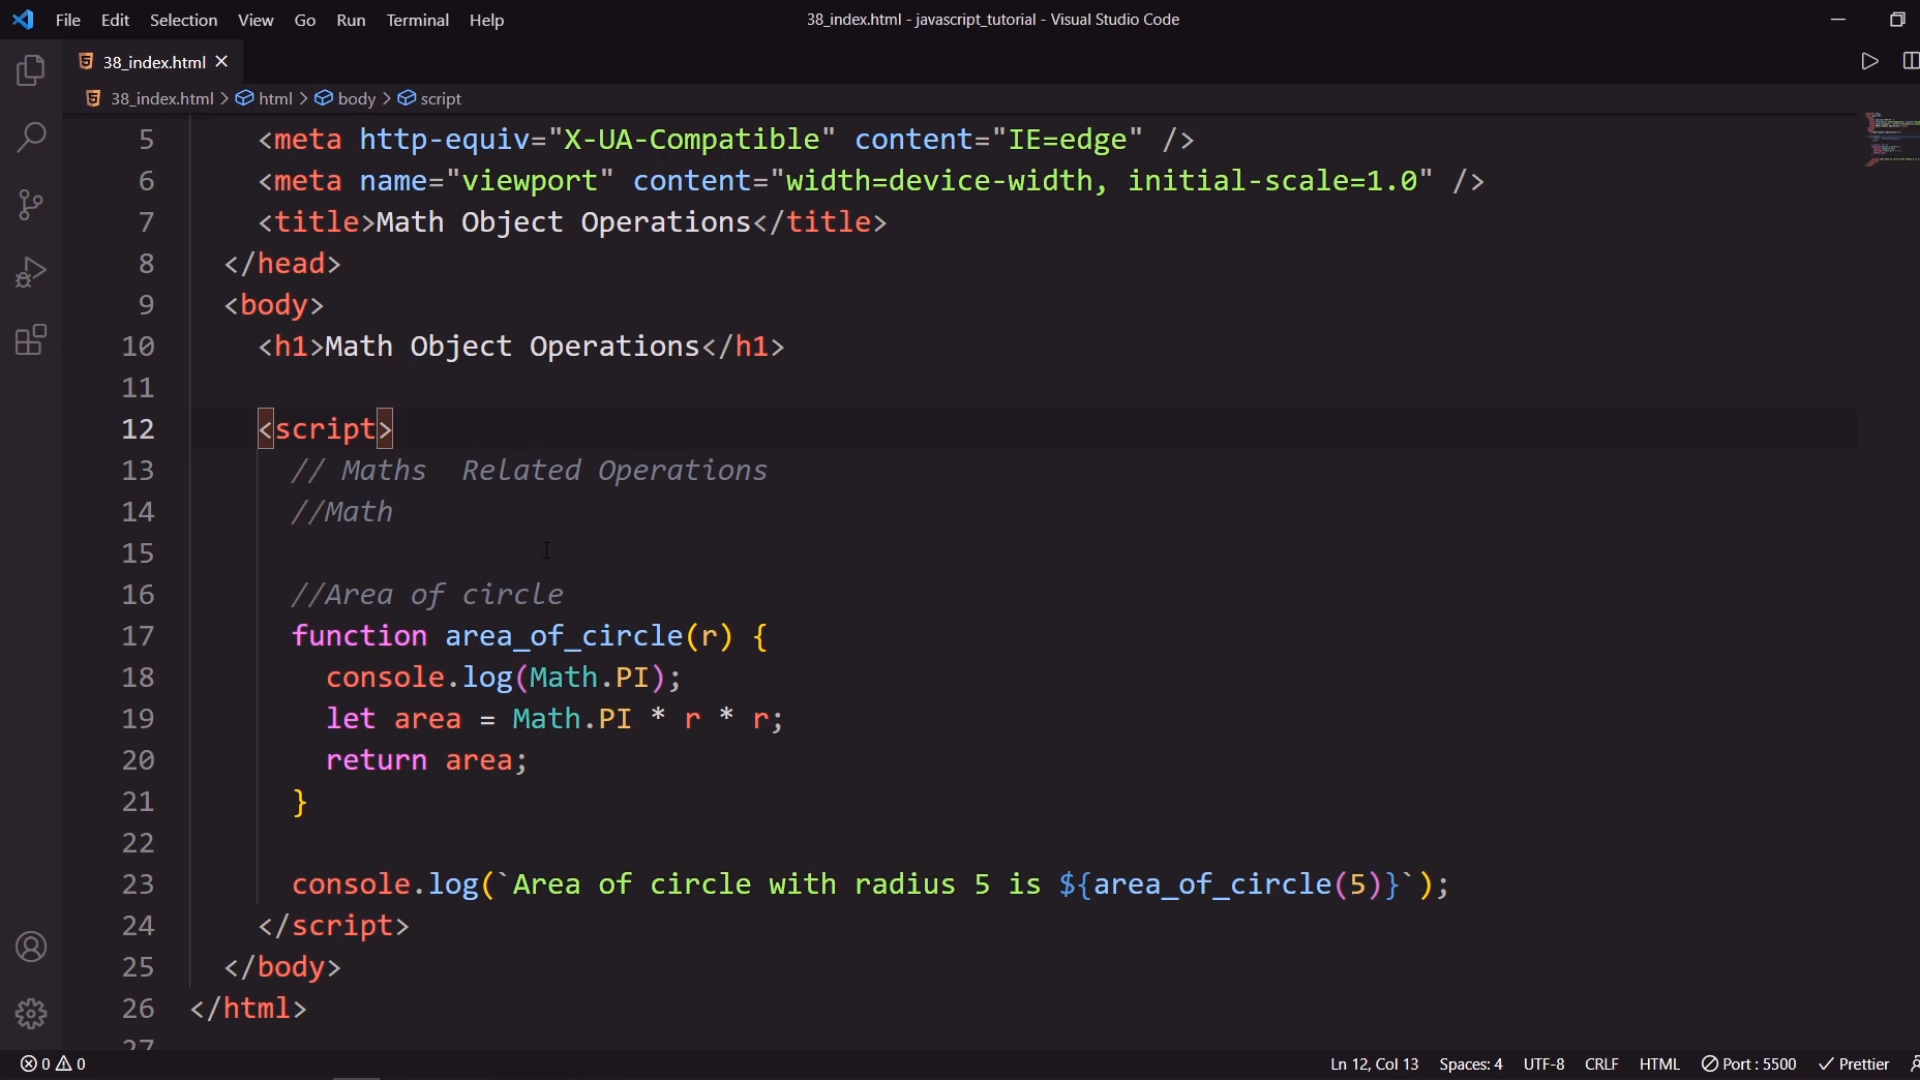 File Edit Selection View Go Run Terminal Help 38_index.html - javascript_tutorial - Visual Studio Code
38_index.html
38_index.html > html > body > script
5 <meta http-equiv="X-UA-Compatible" content="IE=edge" />
6 <meta name="viewport" content="width=device-width, initial-scale=1.0" />
7 <title>Math Object Operations</title>
8 </head>
9 <body>
10 <h1>Math Object Operations</h1>
11
12 <script>
13 // Maths  Related Operations
14 //Math
15
16 //Area of circle
17 function area_of_circle(r) {
18 console.log(Math.PI);
19 let area = Math.PI * r * r;
20 return area;
21 }
22
23 console.log(`Area of circle with radius 5 is ${area_of_circle(5)}`);
24 </script>
25 </body>
26 </html>
27
0 0 Ln 12, Col 13 Spaces: 4 UTF-8 CRLF HTML Port : 5500 Prettier